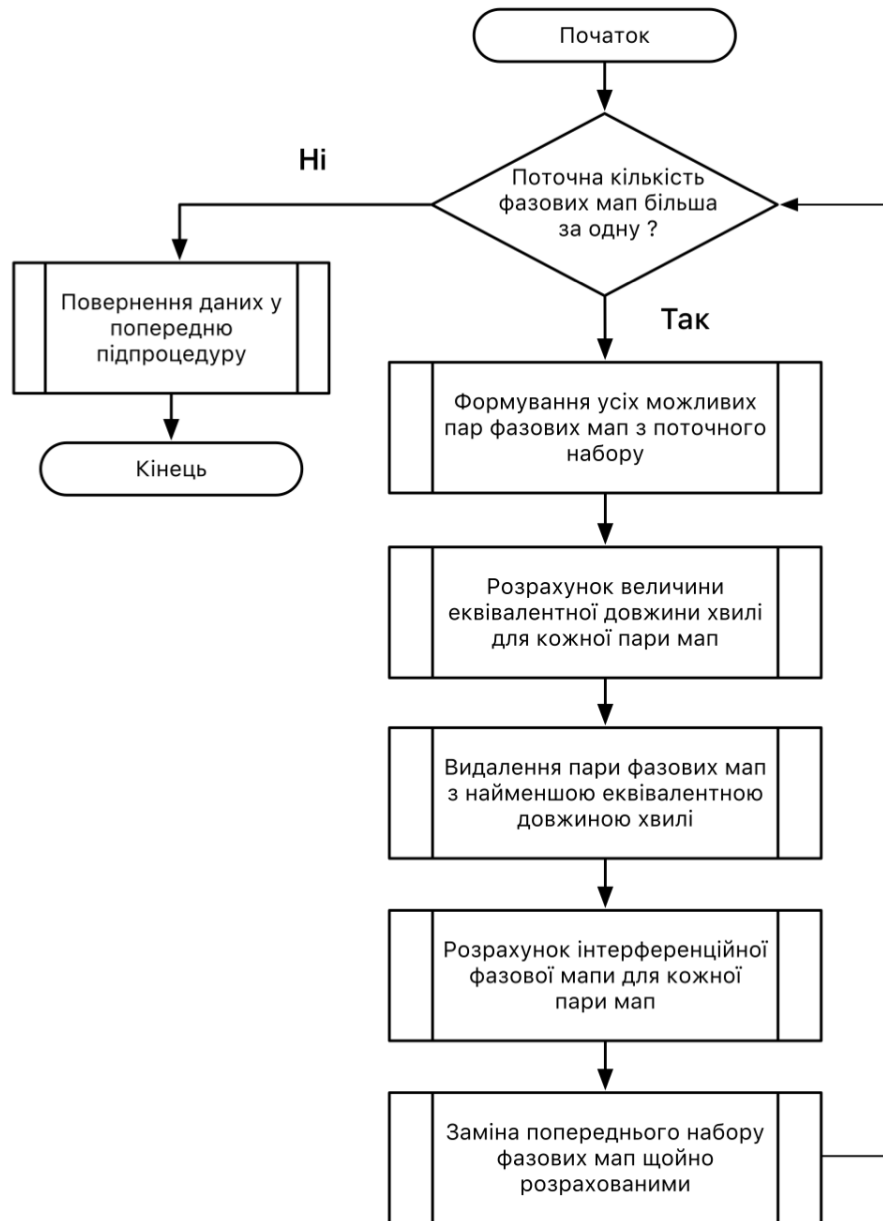 Початок
Поточна кількість
фазових мап більша
за одну ?
Ні
Так
Повернення даних у
попередню
підпроцедуру
Кінець
Формування усіх можливих
пар фазових мап з поточного
набору
Розрахунок величини
еквівалентної довжини хвилі
для кожної пари мап
Видалення пари фазових мап
з найменшою еквівалентною
довжиною хвилі
Розрахунок інтерференційної
фазової мапи для кожної
пари мап
Заміна попереднього набору
фазових мап щойно
розрахованими